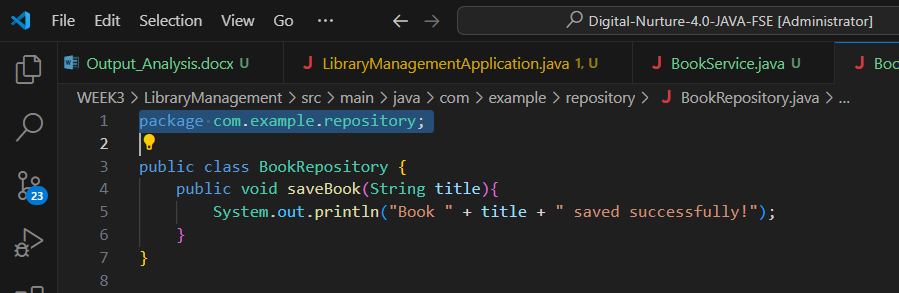 File Edit Selection View Go ··· Digital-Nurture-4.0-JAVA-FSE [Administrator]
Output_Analysis.docx U LibraryManagementApplication.java 1, U BookService.java U
WEEK3 > LibraryManagement > src > main > java > com > example > repository > BookRepository.java > ...
1 package com.example.repository;
2
3 public class BookRepository {
4 public void saveBook(String title){
5 System.out.println("Book " + title + " saved successfully!");
6 }
7 }
8
23